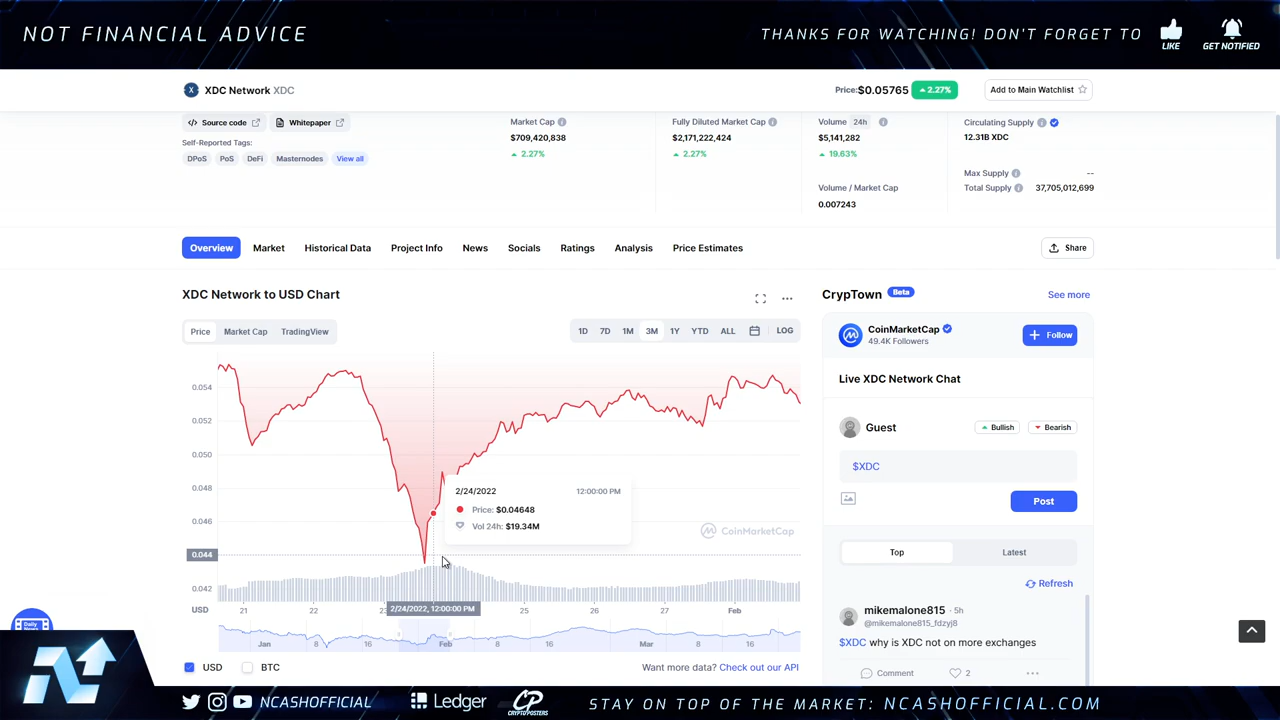 NOT FINANCIAL ADVICE
THANKS FOR WATCHING! DON'T FORGET TO
LIKE
GET NOTIFIED
XDC Network XDC
Price:$0.05765 2.27%
Add to Main Watchlist
Source code
Whitepaper
Self-Reported Tags:
DPoS PoS DeFi Masternodes View all
Market Cap
$709,420,838
2.27%
Fully Diluted Market Cap
$2,171,222,424
2.27%
Volume 24h
$5,141,282
19.63%
Volume / Market Cap
0.007243
Circulating Supply
12.31B XDC
Max Supply --
Total Supply 37,705,012,699
Overview Market Historical Data Project Info News Socials Ratings Analysis Price Estimates
Share
XDC Network to USD Chart
Price Market Cap TradingView
1D 7D 1M 3M 1Y YTD ALL LOG
0.054
0.052
0.050
0.048
0.046
0.044
0.042
2/24/2022 12:00:00 PM
Price: $0.04648
Vol 24h: $19.34M
CoinMarketCap
USD 21 22 23 2/24/2022, 12:00:00 PM 25 26 27 Feb
Jan 8 16 Feb 8 16 Mar 8 16
USD BTC
Want more data? Check out our API
CrypTown Beta
See more
CoinMarketCap
49.4K Followers
Follow
Live XDC Network Chat
Guest
Bullish Bearish
$XDC
Post
Top Latest
Refresh
mikemalone815 · 5h
@mikemalone815_fdzyj8
$XDC why is XDC not on more exchanges
Comment 2
Daily
News
NCASHOFFICIAL
Ledger
CP
CRYPTOPOSTERS
STAY ON TOP OF THE MARKET: NCASHOFFICIAL.COM